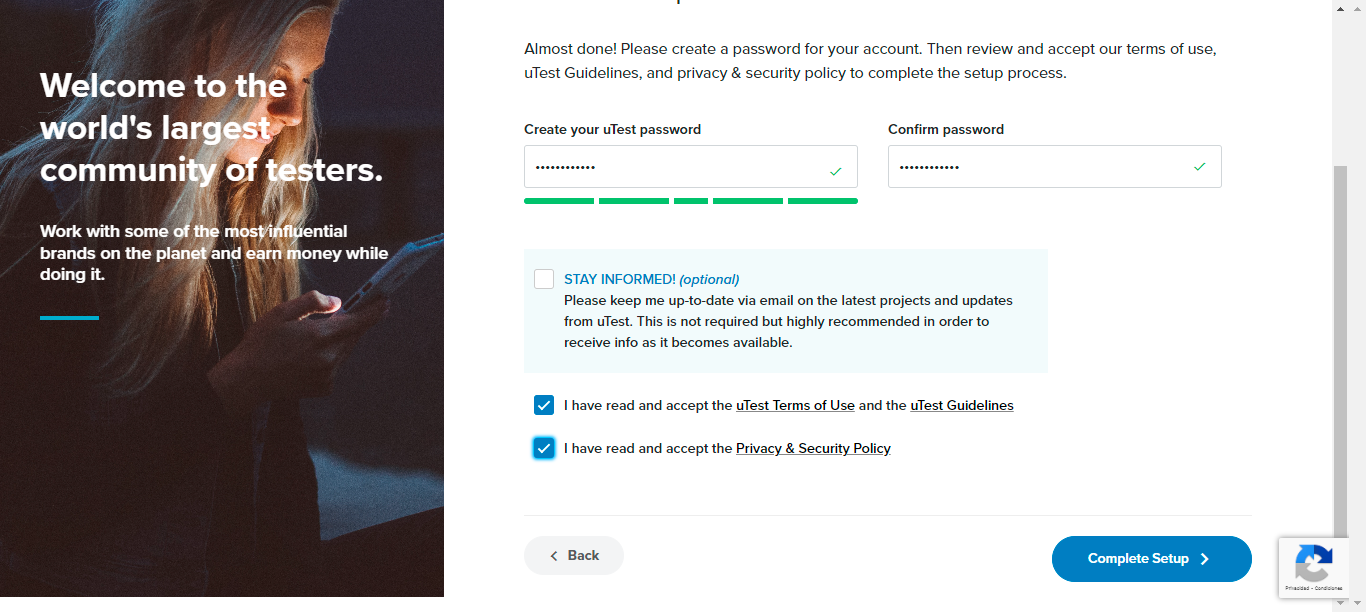 Welcome to the
world's largest
community of testers.
Work with some of the most influential
brands on the planet and earn money while
doing it.
Almost done! Please create a password for your account. Then review and accept our terms of use,
uTest Guidelines, and privacy & security policy to complete the setup process.
Create your uTest password
Confirm password
••••••••••••
••••••••••••
STAY INFORMED! (optional)
Please keep me up-to-date via email on the latest projects and updates
from uTest. This is not required but highly recommended in order to
receive info as it becomes available.
I have read and accept the uTest Terms of Use and the uTest Guidelines
I have read and accept the Privacy & Security Policy
Back
Complete Setup
Privacidad - Condiciones